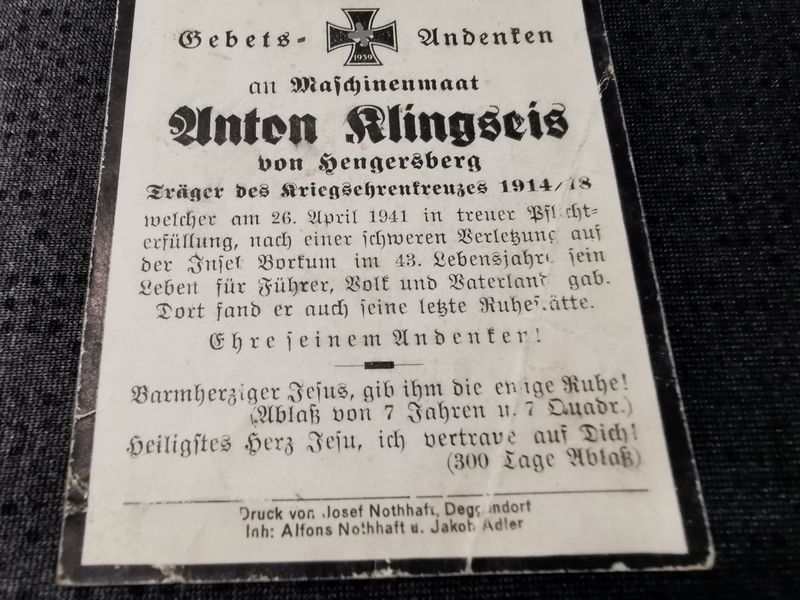 Gebets- Andenken
1939
an Maschinenmaat
Anton Klingseis
von Hengersberg
Träger des Kriegsehrenkreuzes 1914/18
welcher am 26. April 1941 in treuer Pflicht-
erfüllung, nach einer schweren Verletzung auf
der Insel Borkum im 43. Lebensjahre sein
Leben für Führer, Volk und Vaterland gab.
Dort fand er auch seine letzte Ruhestätte.
Ehre seinem Andenken!
Barmherziger Jesus, gib ihm die ewige Ruhe!
(Ablaß von 7 Jahren u. 7 Quadr.)
Heiligstes Herz Jesu, ich vertraue auf Dich!
(300 Tage Ablaß)
Druck von Josef Nothhaft, Deggendorf
Inh: Alfons Nothhaft u. Jakob Adler